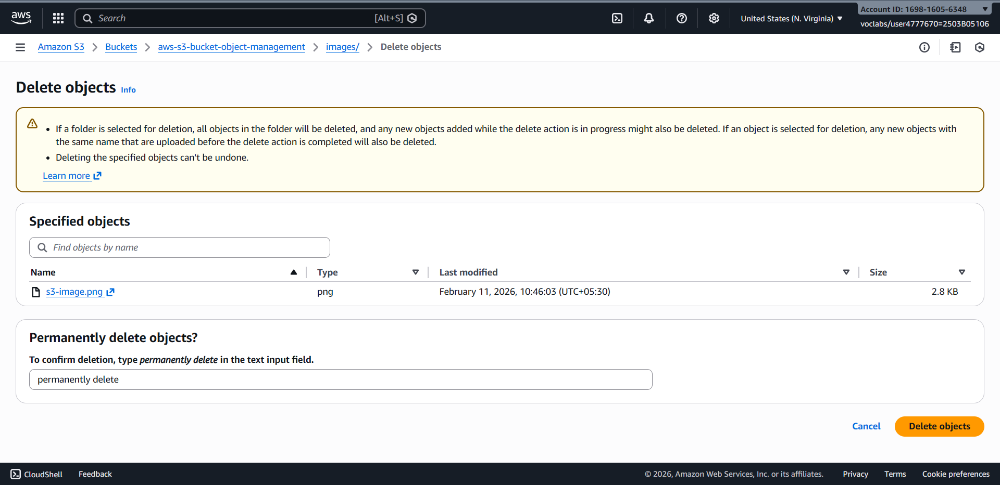 aws
Search [Alt+S]
United States (N. Virginia)
Account ID: 1698-1605-6348
voclabs/user4777670=2503B05106
Amazon S3 Buckets aws-s3-bucket-object-management images/ Delete objects
Delete objects Info
If a folder is selected for deletion, all objects in the folder will be deleted, and any new objects added while the delete action is in progress might also be deleted. If an object is selected for deletion, any new objects with
the same name that are uploaded before the delete action is completed will also be deleted.
Deleting the specified objects can't be undone.
Learn more
Specified objects
Find objects by name
Name Type Last modified Size
s3-image.png png February 11, 2026, 10:46:03 (UTC+05:30) 2.8 KB
Permanently delete objects?
To confirm deletion, type permanently delete in the text input field.
permanently delete
Cancel Delete objects
CloudShell Feedback © 2026, Amazon Web Services, Inc. or its affiliates. Privacy Terms Cookie preferences